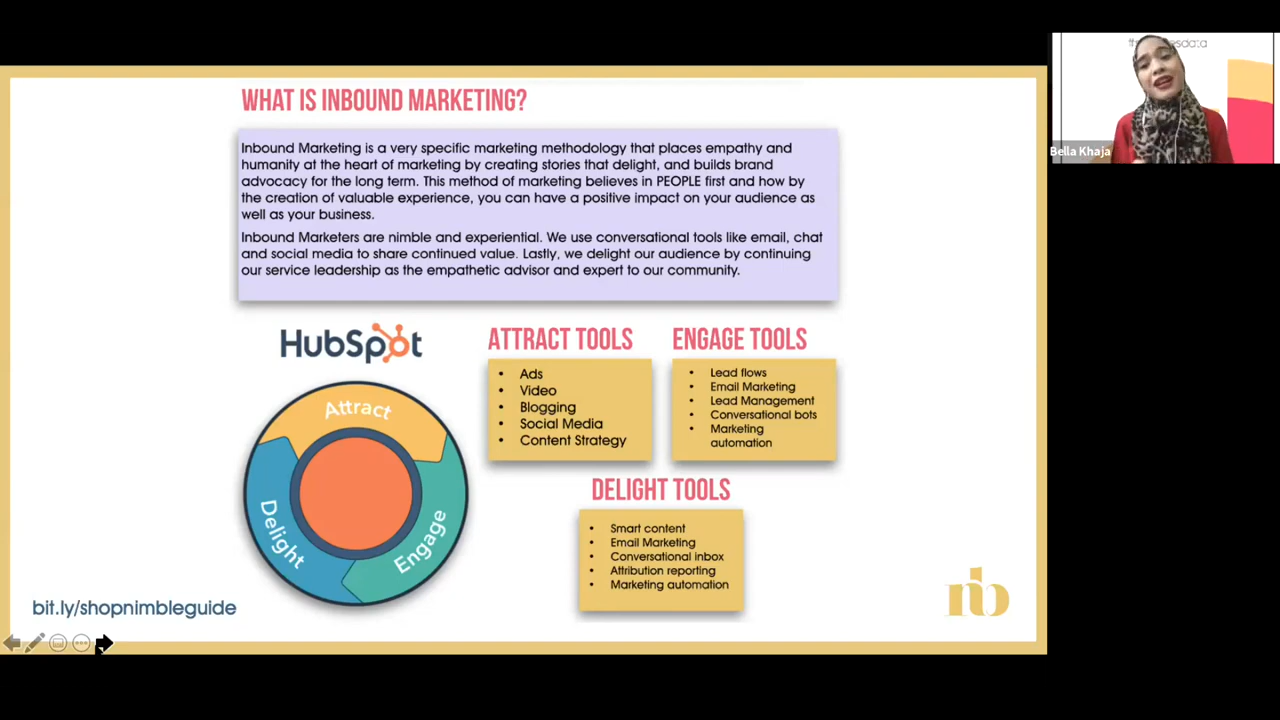 WHAT IS INBOUND MARKETING?
Inbound Marketing is a very specific marketing methodology that places empathy and
humanity at the heart of marketing by creating stories that delight, and builds brand
advocacy for the long term. This method of marketing believes in PEOPLE first and how by
the creation of valuable experience, you can have a positive impact on your audience as
well as your business.
Inbound Marketers are nimble and experiential. We use conversational tools like email, chat
and social media to share continued value. Lastly, we delight our audience by continuing
our service leadership as the empathetic advisor and expert to our community.
HubSpot
Attract
Engage
Delight
ATTRACT TOOLS
• Ads
• Video
• Blogging
• Social Media
• Content Strategy
ENGAGE TOOLS
• Lead flows
• Email Marketing
• Lead Management
• Conversational bots
• Marketing
automation
DELIGHT TOOLS
• Smart content
• Email Marketing
• Conversational inbox
• Attribution reporting
• Marketing automation
bit.ly/shopnimbleguide
nb
Bella Khaja